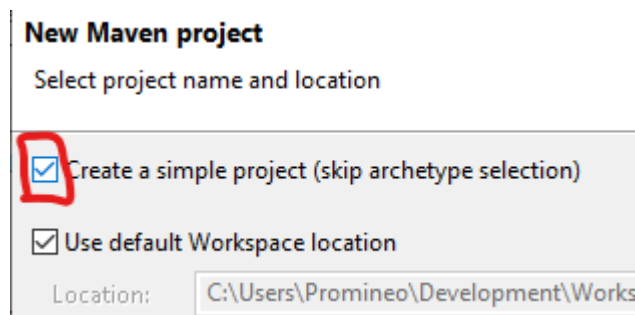 New Maven project
Select project name and location
Create a simple project (skip archetype selection)
Use default Workspace location
Location: C:\Users\Promineo\Development\Works